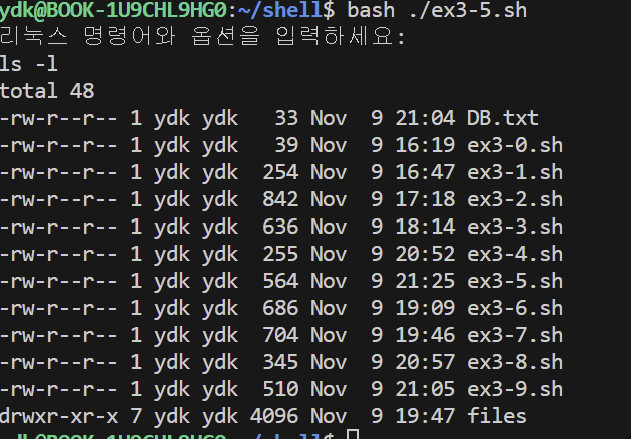 ydk@BOOK-1U9CHL9HG0:~/shell$ bash ./ex3-5.sh
리눅스 명령어와 옵션을 입력하세요:
ls -l
total 48
-rw-r--r-- 1 ydk ydk   33 Nov  9 21:04 DB.txt
-rw-r--r-- 1 ydk ydk   39 Nov  9 16:19 ex3-0.sh
-rw-r--r-- 1 ydk ydk  254 Nov  9 16:47 ex3-1.sh
-rw-r--r-- 1 ydk ydk  842 Nov  9 17:18 ex3-2.sh
-rw-r--r-- 1 ydk ydk  636 Nov  9 18:14 ex3-3.sh
-rw-r--r-- 1 ydk ydk  255 Nov  9 20:52 ex3-4.sh
-rw-r--r-- 1 ydk ydk  564 Nov  9 21:25 ex3-5.sh
-rw-r--r-- 1 ydk ydk  686 Nov  9 19:09 ex3-6.sh
-rw-r--r-- 1 ydk ydk  704 Nov  9 19:46 ex3-7.sh
-rw-r--r-- 1 ydk ydk  345 Nov  9 20:57 ex3-8.sh
-rw-r--r-- 1 ydk ydk  510 Nov  9 21:05 ex3-9.sh
drwxr-xr-x 7 ydk ydk 4096 Nov  9 19:47 files
ydk@BOOK-1U9CHL9HG0:~/shell$